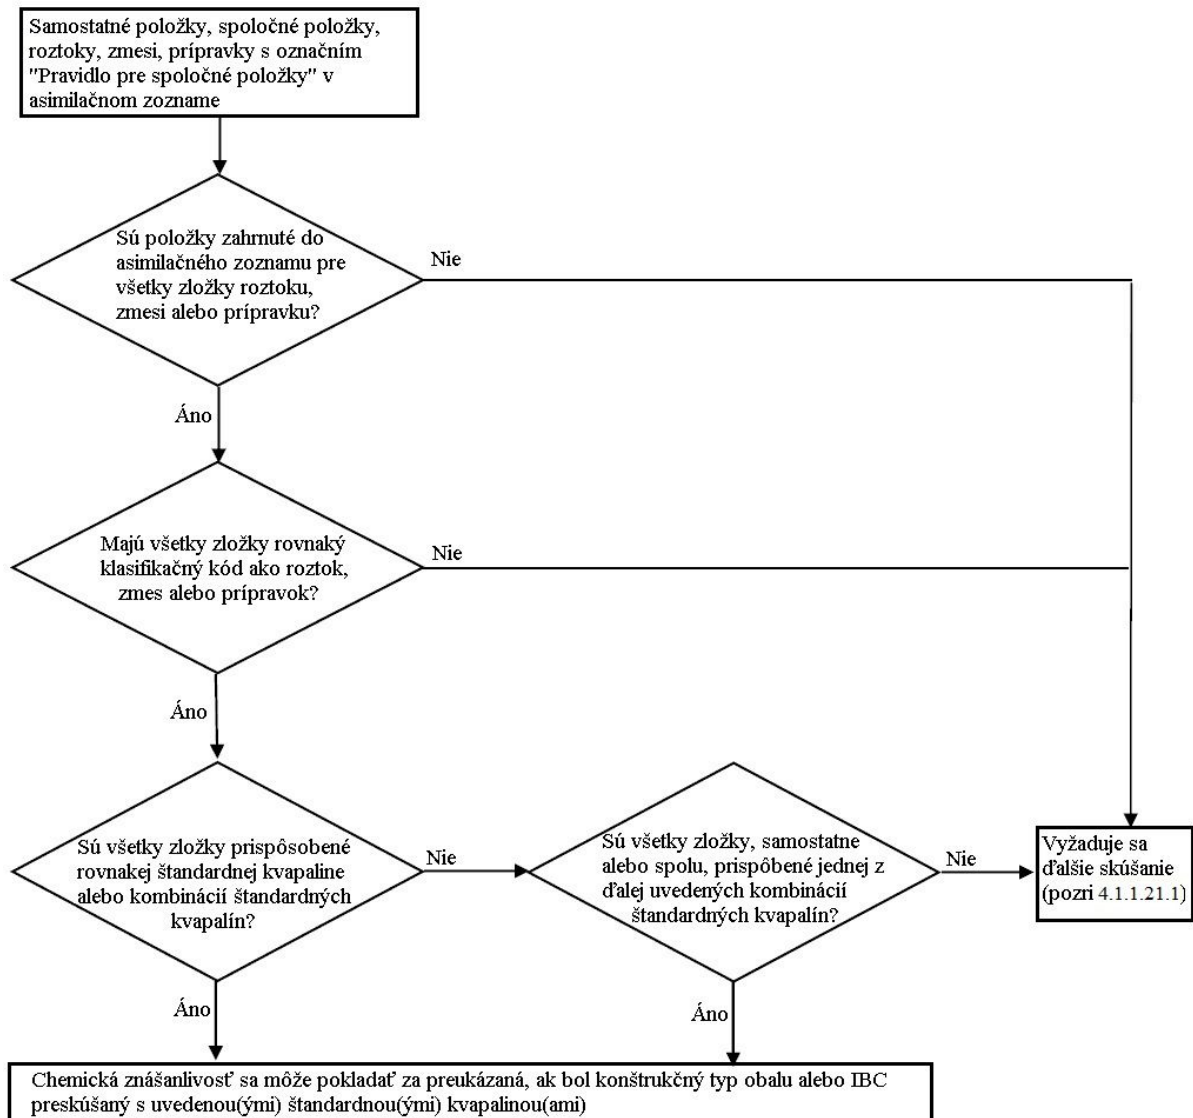 Samostatné položky, spoločné položky,
roztoky, zmesi, prípravky s označním
"Pravidlo pre spoločné položky" v
asimilačnom zozname
Sú položky zahrnuté do
asimilačného zoznamu pre
všetky zložky roztoku,
zmesi alebo prípravku?
Nie
Áno
Majú všetky zložky rovnaký
klasifikačný kód ako roztok,
zmes alebo prípravok?
Nie
Áno
Sú všetky zložky prispôsobené
rovnakej štandardnej kvapaline
alebo kombinácií štandardných
kvapalín?
Nie
Sú všetky zložky, samostatne
alebo spolu, prispôbené jednej z
ďalej uvedených kombinácií
štandardných kvapalín?
Nie
Vyžaduje sa
ďalšie skúšanie
(pozri 4.1.1.21.1)
Áno
Áno
Chemická znášanlivosť sa môže pokladať za preukázaná, ak bol konštrukčný typ obalu alebo IBC
preskúšaný s uvedenou(ými) štandardnou(ými) kvapalinou(ami)